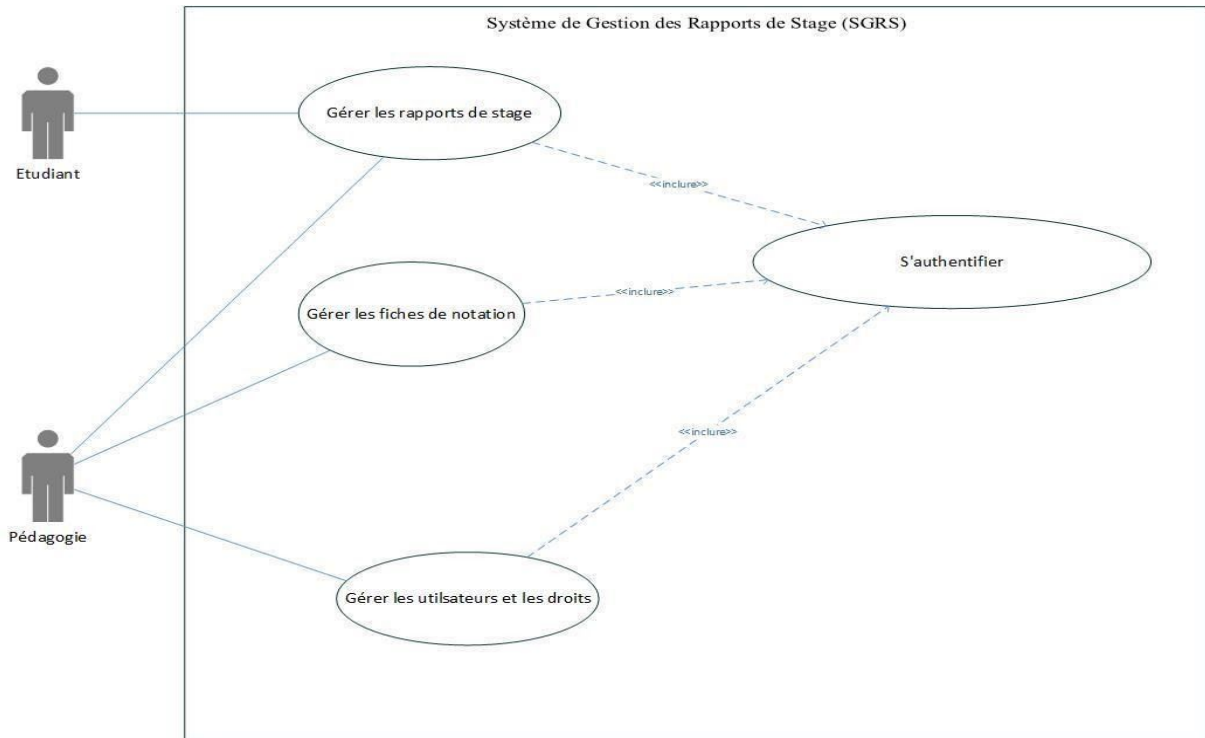 Système de Gestion des Rapports de Stage (SGRS)
Gérer les rapports de stage
Etudiant
<<inclure>>
S'authentifier
<<inclure>>
Gérer les fiches de notation
<<inclure>>
Pédagogie
Gérer les utilsateurs et les droits